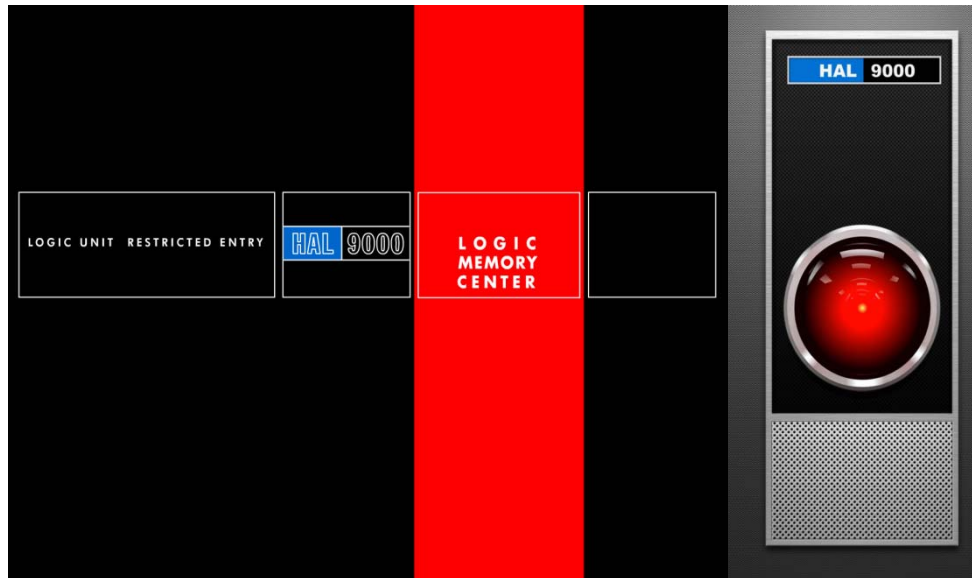 LOGIC UNIT RESTRICTED ENTRY
HAL 9000
LOGIC
MEMORY
CENTER
HAL 9000